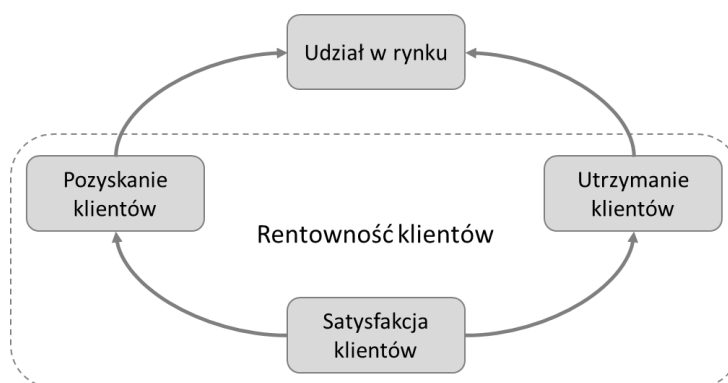 Udział w rynku
Pozyskanie
klientów
Utrzymanie
klientów
Rentowność klientów
Satysfakcja
klientów